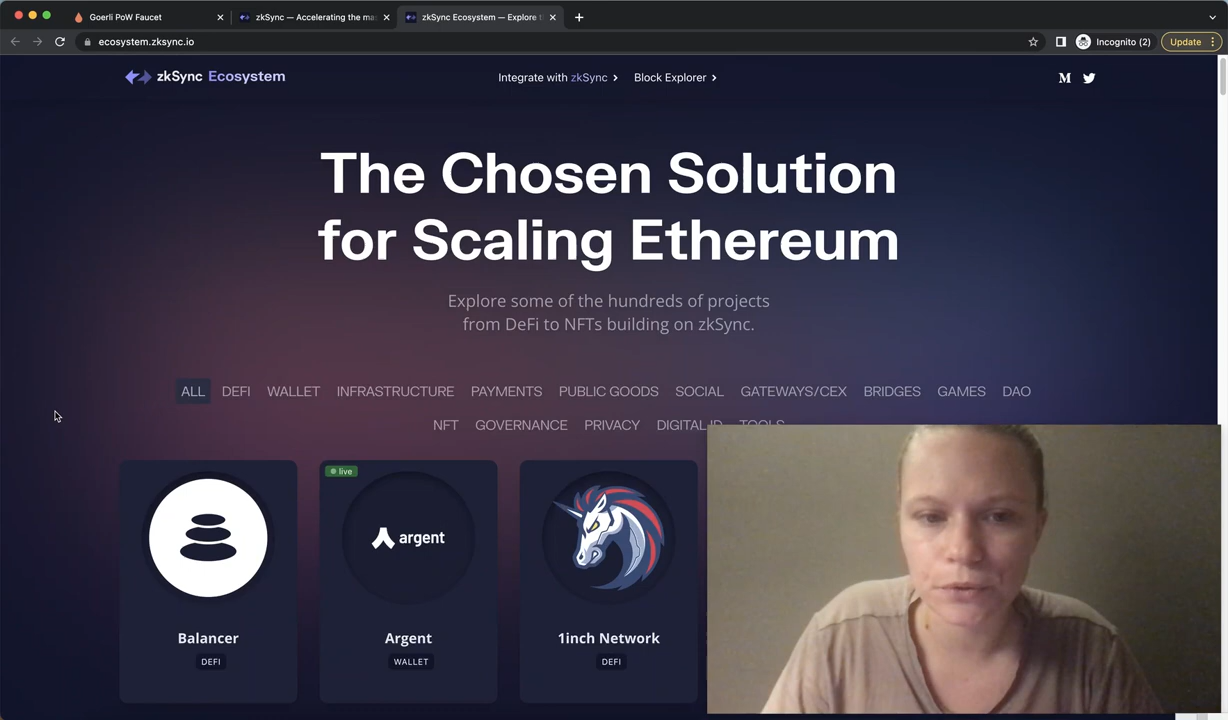 Goerli PoW Faucet
zkSync — Accelerating the ma
zkSync Ecosystem — Explore t
ecosystem.zksync.io
Incognito (2)
Update
zkSync Ecosystem
Integrate with zkSync
Block Explorer
M
The Chosen Solution
for Scaling Ethereum
Explore some of the hundreds of projects
from DeFi to NFTs building on zkSync.
ALL DEFI WALLET INFRASTRUCTURE PAYMENTS PUBLIC GOODS SOCIAL GATEWAYS/CEX BRIDGES GAMES DAO
NFT GOVERNANCE PRIVACY DIGITAL ID TOOLS
live
argent
Balancer
DEFI
Argent
WALLET
1inch Network
DEFI